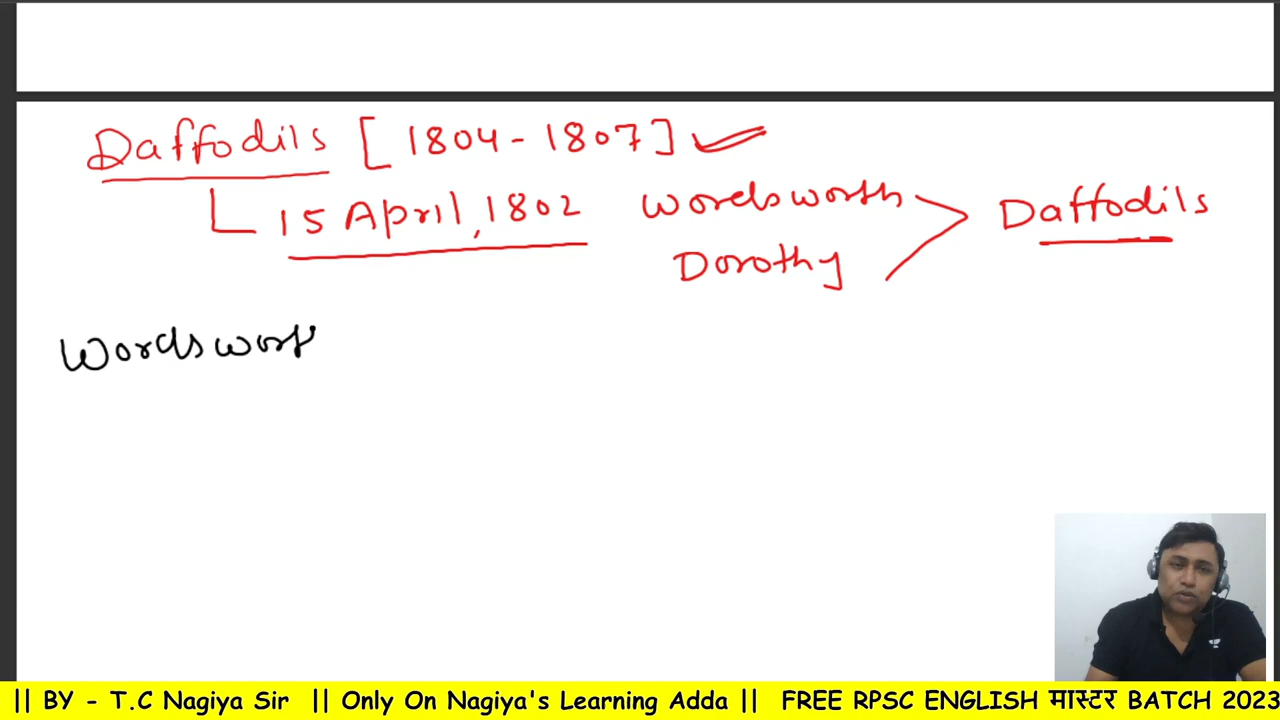 Daffodils [1804-1807]
15 April, 1802 Wordsworth Daffodils
Dorothy
Wordswort
|| BY - T.C Nagiya Sir || Only On Nagiya's Learning Adda || FREE RPSC ENGLISH मास्टर BATCH 2023